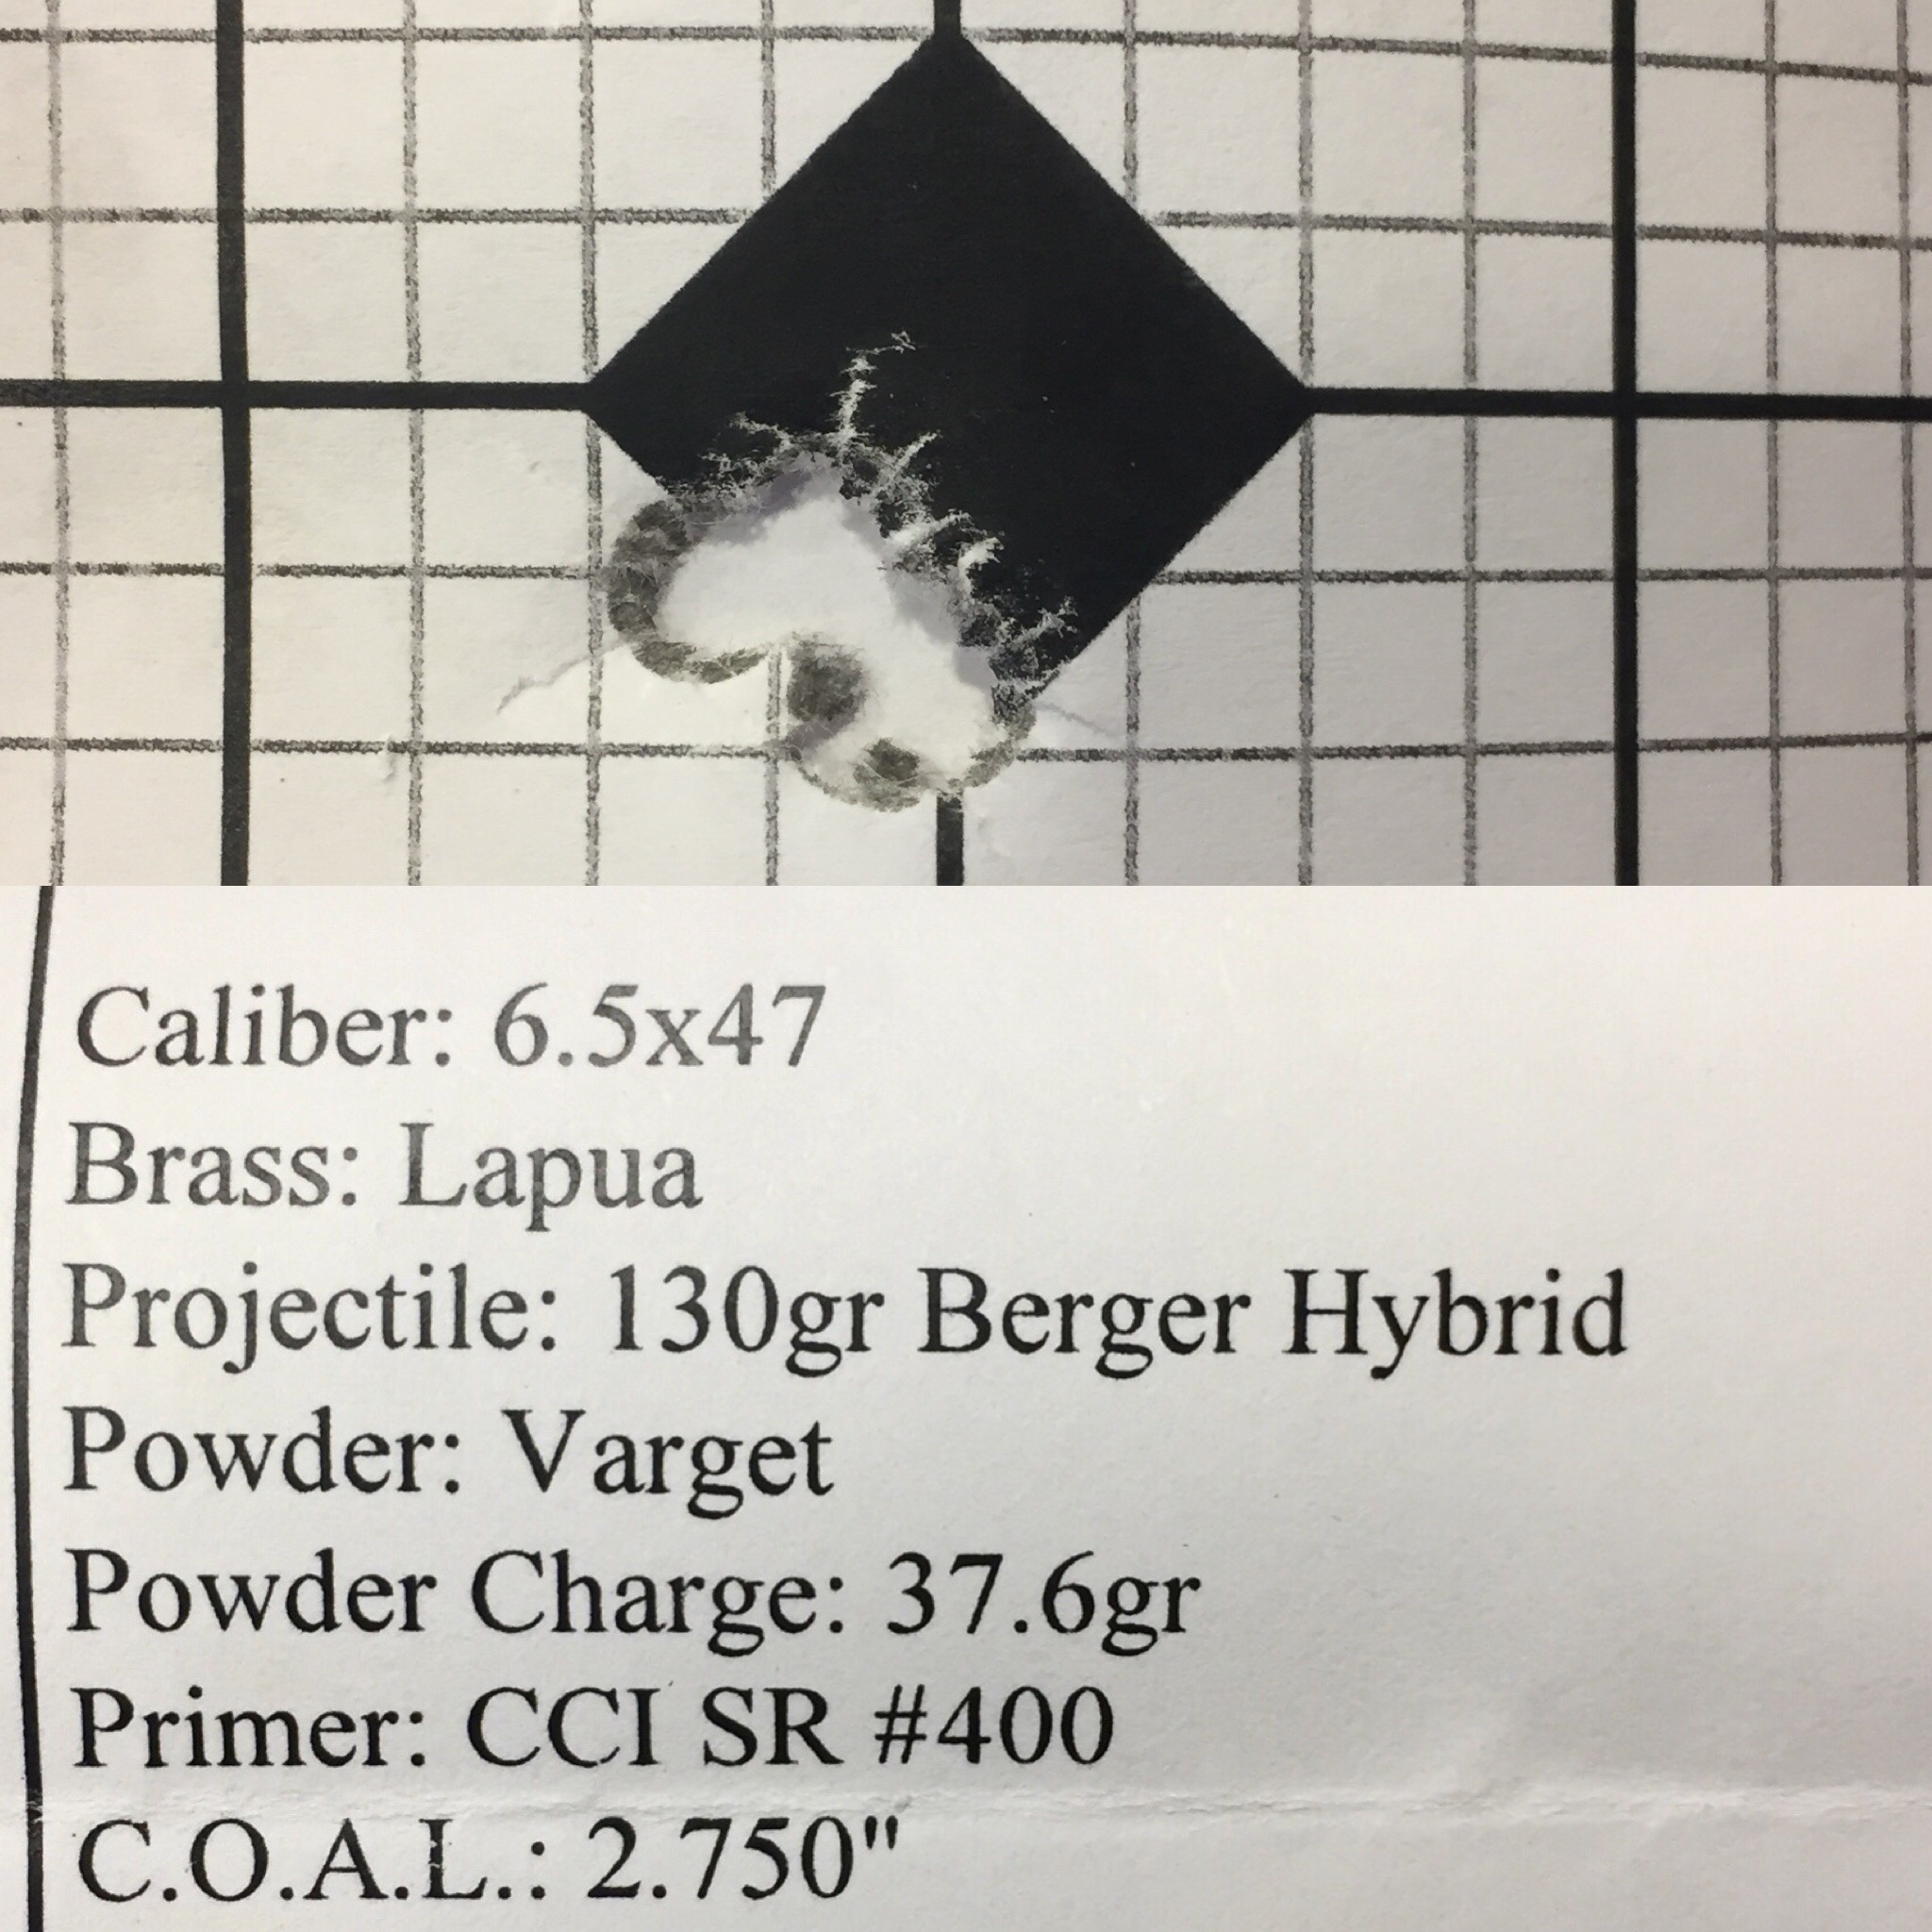 Caliber: 6.5x47
Brass: Lapua
Projectile: 130gr Berger Hybrid
Powder: Varget
Powder Charge: 37.6gr
Primer: CCI SR #400
C.O.A.L.: 2.750"